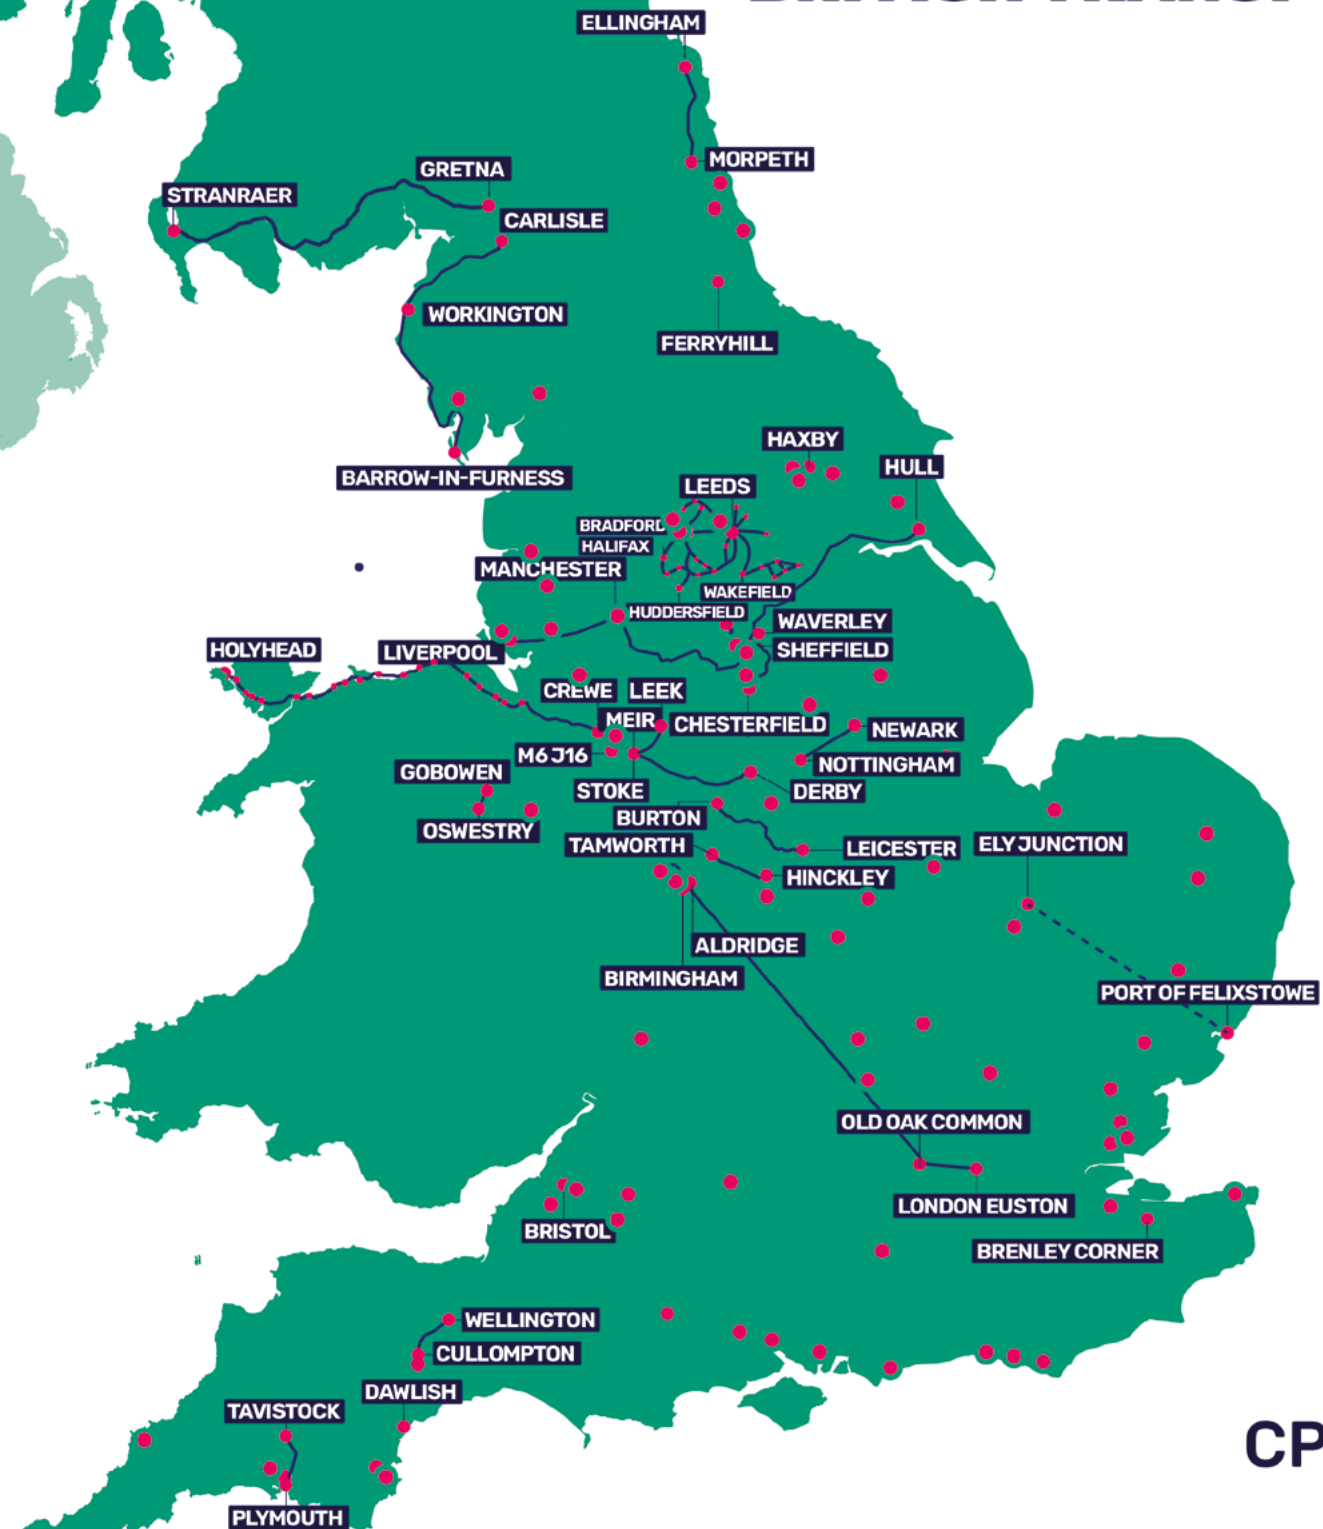 ELLINGHAM
MORPETH
GRETNA
STRANRAER
CARLISLE
WORKINGTON
FERRYHILL
HAXBY
HULL
BARROW-IN-FURNESS
LEEDS
BRADFORD
HALIFAX
MANCHESTER
WAKEFIELD
HUDDERSFIELD
WAVERLEY
HOLYHEAD
LIVERPOOL
SHEFFIELD
CREWE
LEEK
MEIR
CHESTERFIELD
NEWARK
M6 J16
NOTTINGHAM
GOBOWEN
STOKE
DERBY
BURTON
OSWESTRY
TAMWORTH
LEICESTER
ELY JUNCTION
HINCKLEY
ALDRIDGE
BIRMINGHAM
PORT OF FELIXSTOWE
OLD OAK COMMON
LONDON EUSTON
BRISTOL
BRENLEY CORNER
WELLINGTON
CULLOMPTON
DAWLISH
TAVISTOCK
CP
PLYMOUTH